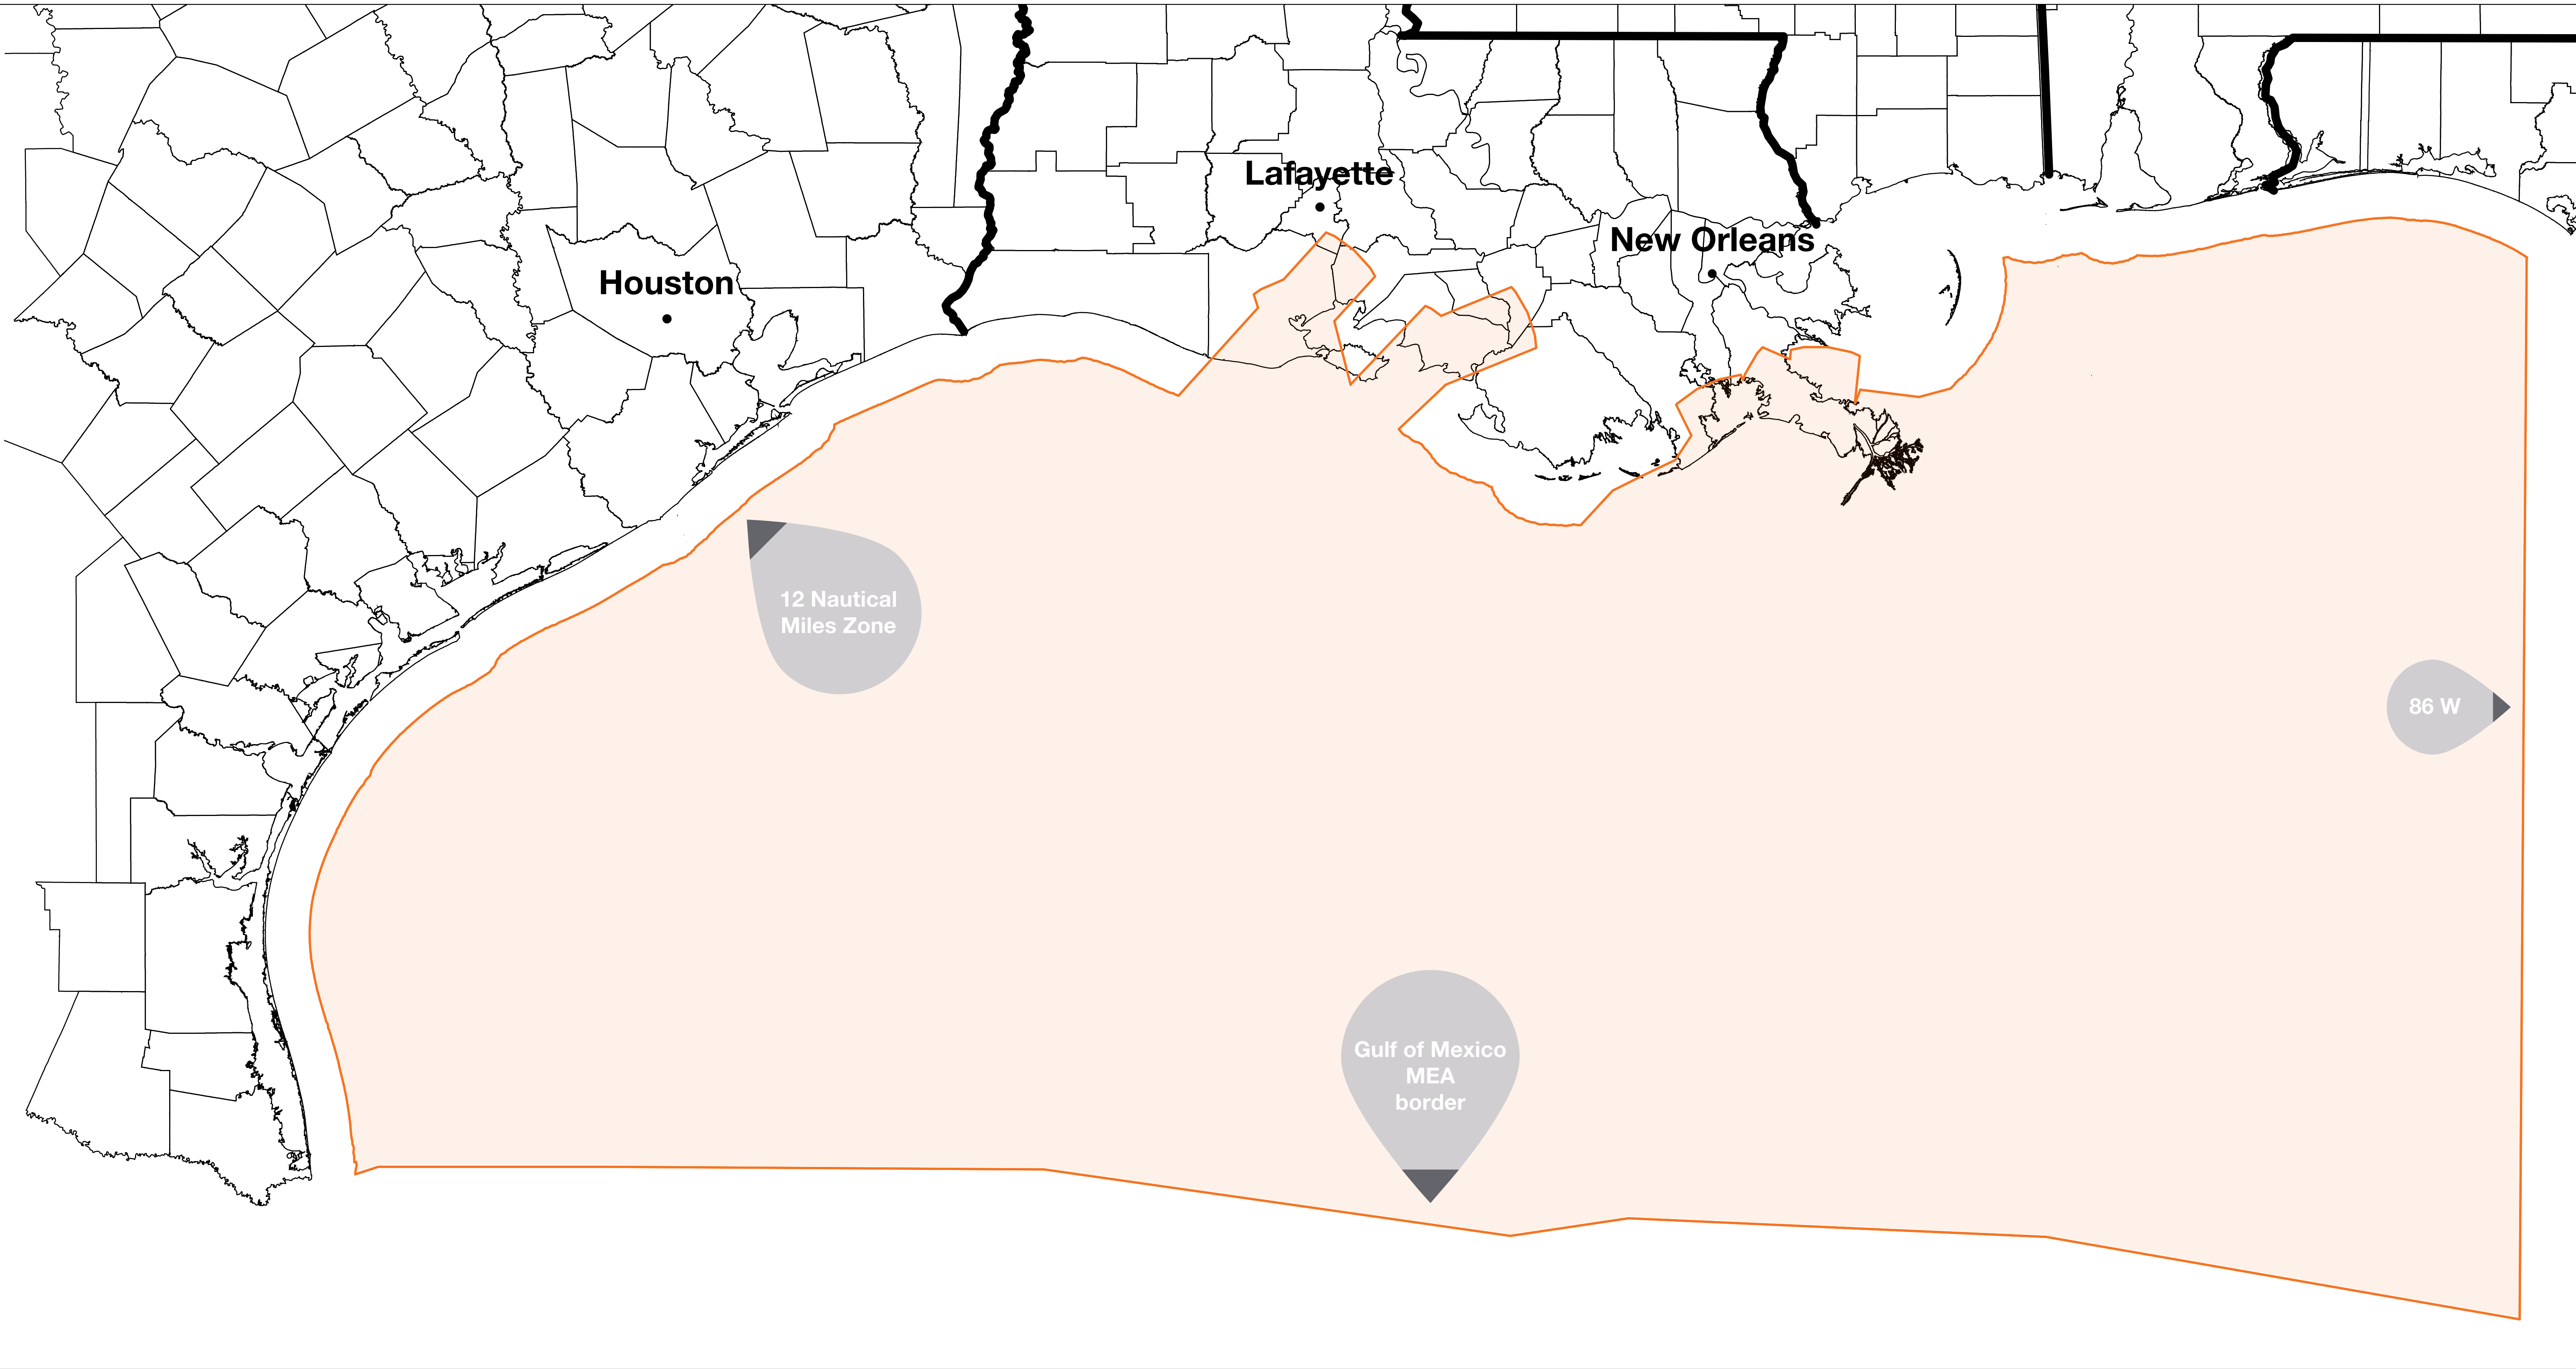 Lafayette
New Orleans
Houston
12 Nautical
Miles Zone
86 W
Gulf of Mexico
MEA
border